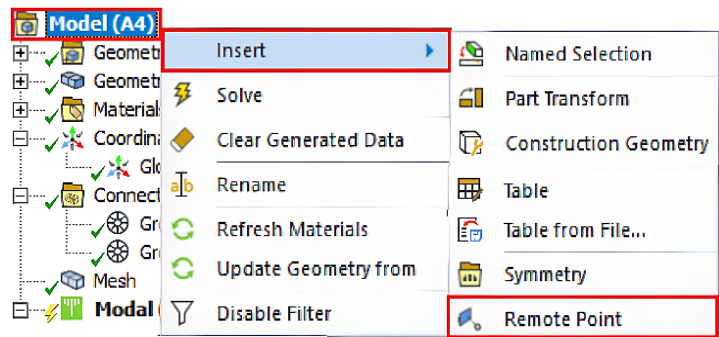 Model (A4)
Geomet
Geomet
Material
Coordina
Glo
Connect
Gr
Gr
Mesh
Modal
Insert
Solve
Clear Generated Data
Rename
Refresh Materials
Update Geometry from
Disable Filter
Named Selection
Part Transform
Construction Geometry
Table
Table from File...
Symmetry
Remote Point